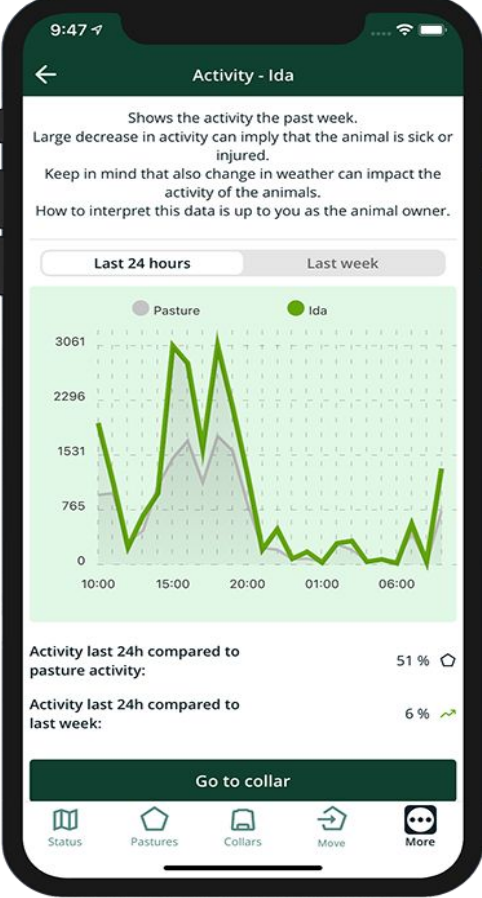 9:47
Activity - Ida
Shows the activity the past week.
Large decrease in activity can imply that the animal is sick or
injured.
Keep in mind that also change in weather can impact the
activity of the animals.
How to interpret this data is up to you as the animal owner.
Last 24 hours
Last week
Pasture
Ida
3061
2296
1531
765
0
10:00
15:00
20:00
01:00
06:00
Activity last 24h compared to
pasture activity:
51 %
Activity last 24h compared to
last week:
6 %
Go to collar
Status
Pastures
Collars
Move
More